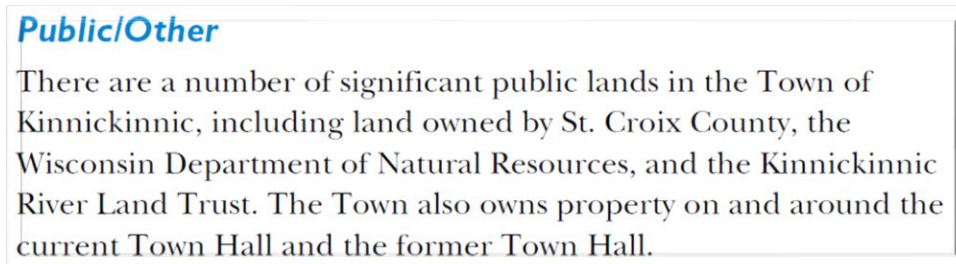 Public/Other
There are a number of significant public lands in the Town of
Kinnickinnic, including land owned by St. Croix County, the
Wisconsin Department of Natural Resources, and the Kinnickinnic
River Land Trust. The Town also owns property on and around the
current Town Hall and the former Town Hall.